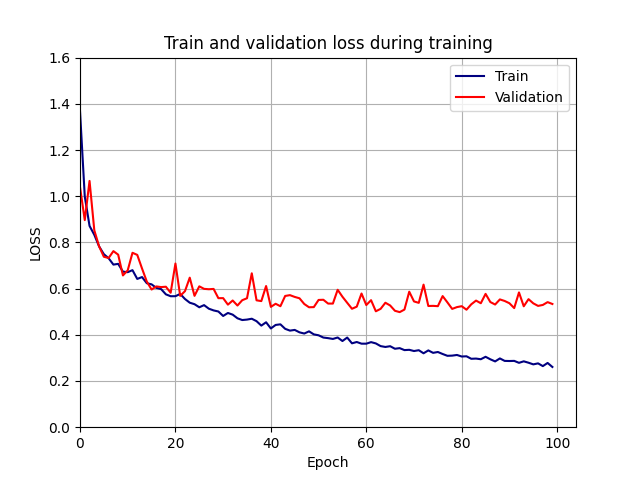 Train and validation loss during training
Train
Validation
LOSS
1.6
1.4
1.2
1.0
0.8
0.6
0.4
0.2
0.0
0 20 40 60 80 100
Epoch